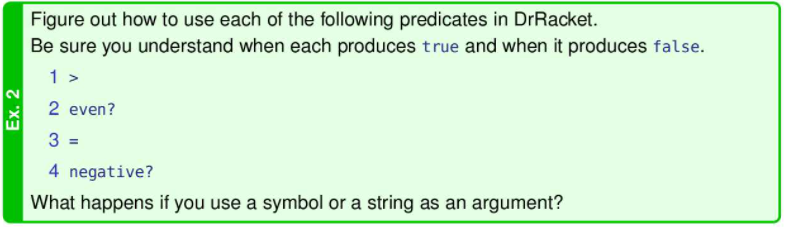 Ex. 2
Figure out how to use each of the following predicates in DrRacket.
Be sure you understand when each produces true and when it produces false.
1 >
2 even?
3 =
4 negative?
What happens if you use a symbol or a string as an argument?